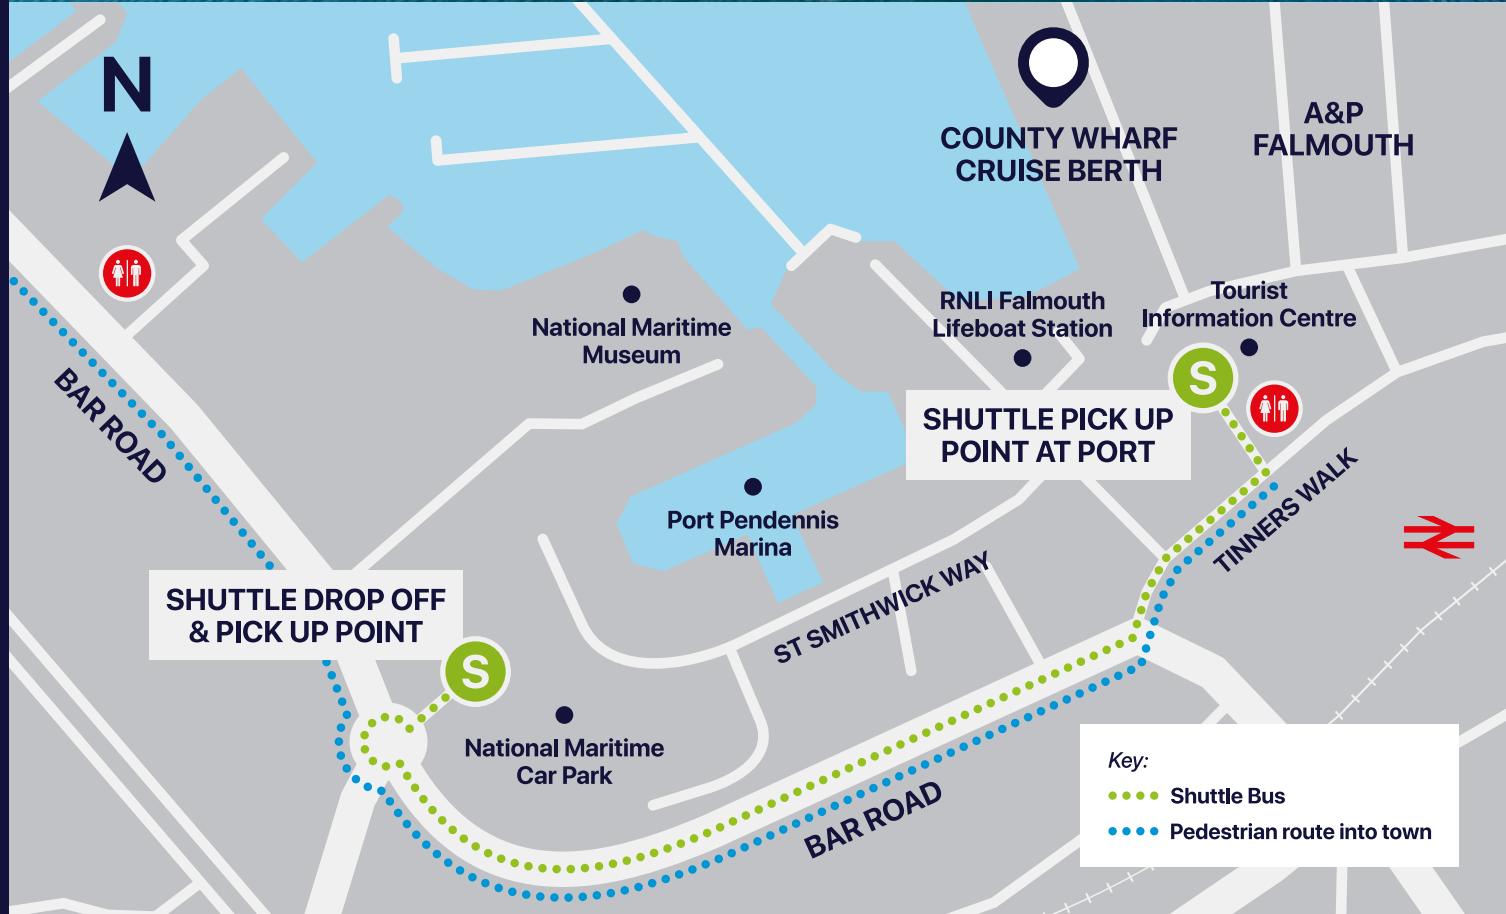 N
COUNTY WHARF
CRUISE BERTH
A&P
FALMOUTH
National Maritime
Museum
RNLI Falmouth
Lifeboat Station
Tourist
Information Centre
BAR ROAD
S
SHUTTLE PICK UP
POINT AT PORT
Port Pendennis
Marina
TINNERS WALK
ST SMITHWICK WAY
SHUTTLE DROP OFF
& PICK UP POINT
S
National Maritime
Car Park
BAR ROAD
Key:
Shuttle Bus
Pedestrian route into town